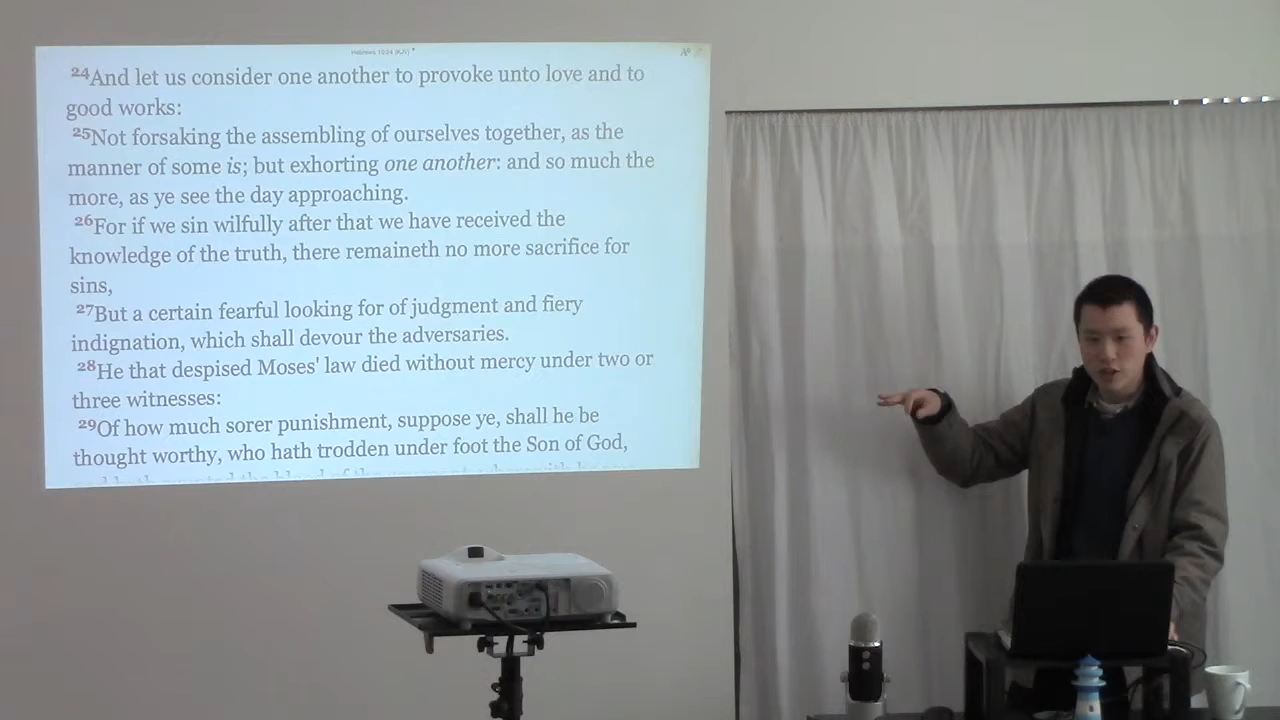 Hebrews 10:24 (KJV)
24And let us consider one another to provoke unto love and to
good works:
25Not forsaking the assembling of ourselves together, as the
manner of some is; but exhorting one another: and so much the
more, as ye see the day approaching.
26For if we sin wilfully after that we have received the
knowledge of the truth, there remaineth no more sacrifice for
sins,
27But a certain fearful looking for of judgment and fiery
indignation, which shall devour the adversaries.
28He that despised Moses' law died without mercy under two or
three witnesses:
29Of how much sorer punishment, suppose ye, shall he be
thought worthy, who hath trodden under foot the Son of God,